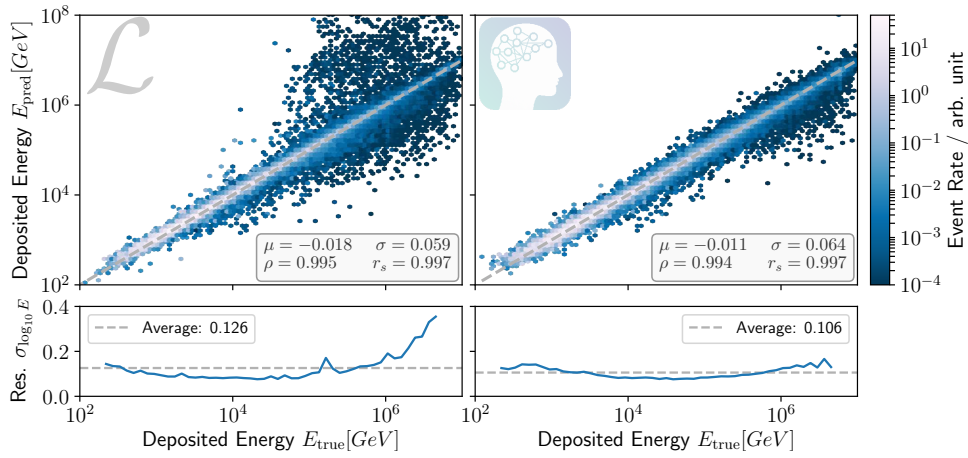 Deposited Energy E_pred[GeV]
10^8
10^6
10^4
10^2
ℒ
μ = −0.018 σ = 0.059
ρ = 0.995 r_s = 0.997
μ = −0.011 σ = 0.064
ρ = 0.994 r_s = 0.997
10^1
10^0
10^−1
10^−2
10^−3
10^−4
Event Rate / arb. unit
Res. σ_log₁₀ E
0.4
0.2
0.0
Average: 0.126
Average: 0.106
10^2 10^4 10^6
10^2 10^4 10^6
Deposited Energy E_true[GeV]
Deposited Energy E_true[GeV]